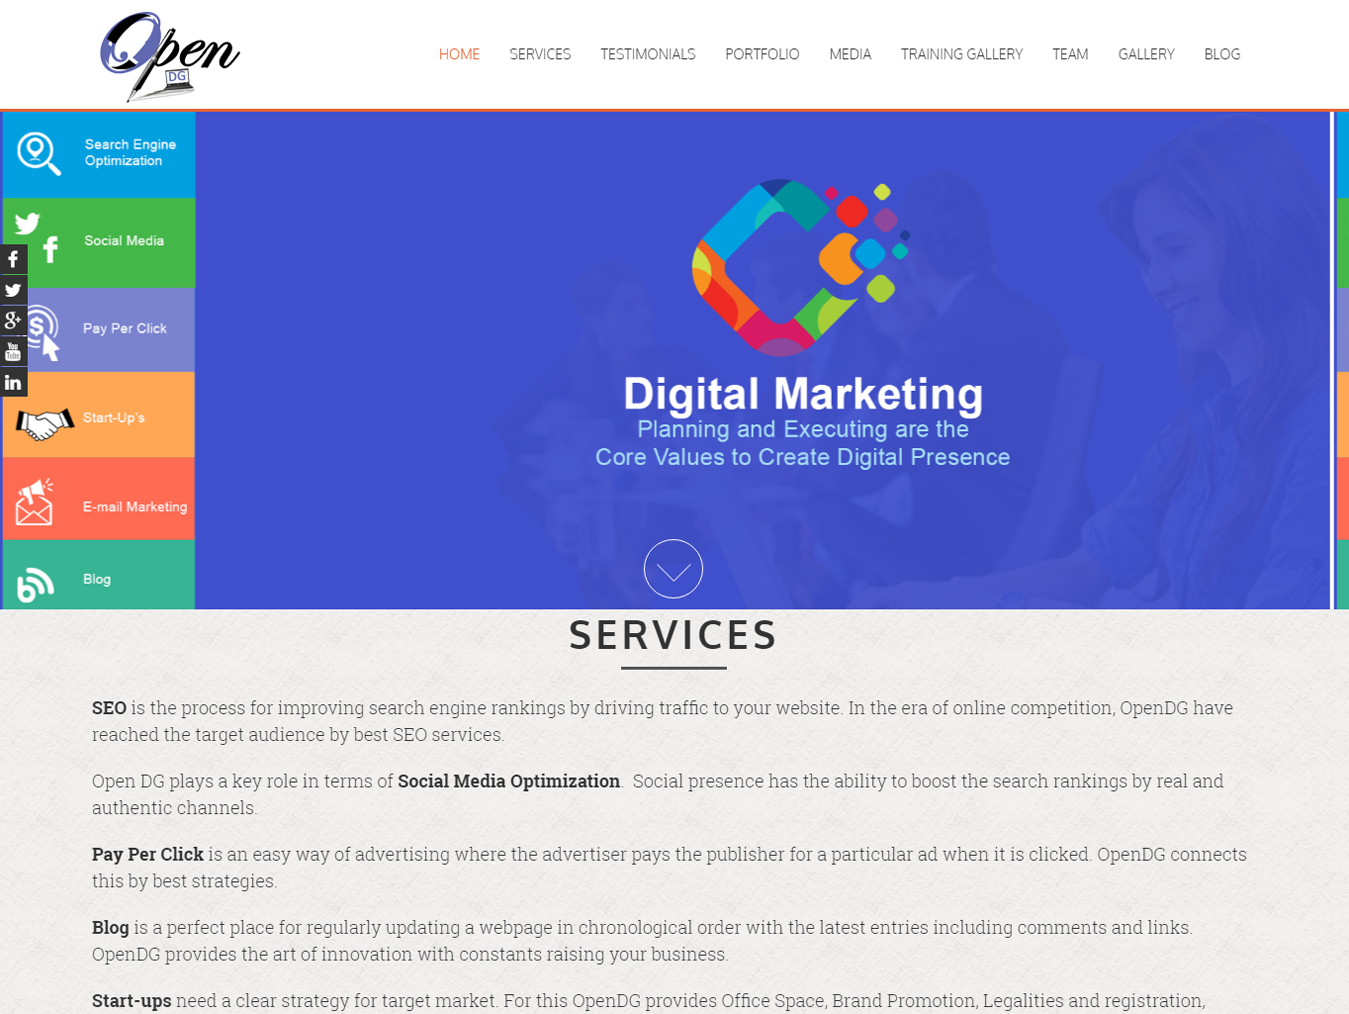 Open
DG
HOME SERVICES TESTIMONIALS PORTFOLIO MEDIA TRAINING GALLERY TEAM GALLERY BLOG
Search Engine
Optimization
Social Media
Pay Per Click
Start-Up's
E-mail Marketing
Blog
You
Tube
Digital Marketing
Planning and Executing are the
Core Values to Create Digital Presence
SERVICES
SEO is the process for improving search engine rankings by driving traffic to your website. In the era of online competition, OpenDG have
reached the target audience by best SEO services.
Open DG plays a key role in terms of Social Media Optimization.  Social presence has the ability to boost the search rankings by real and
authentic channels.
Pay Per Click is an easy way of advertising where the advertiser pays the publisher for a particular ad when it is clicked. OpenDG connects
this by best strategies.
Blog is a perfect place for regularly updating a webpage in chronological order with the latest entries including comments and links.
OpenDG provides the art of innovation with constants raising your business.
Start-ups need a clear strategy for target market. For this OpenDG provides Office Space, Brand Promotion, Legalities and registration,